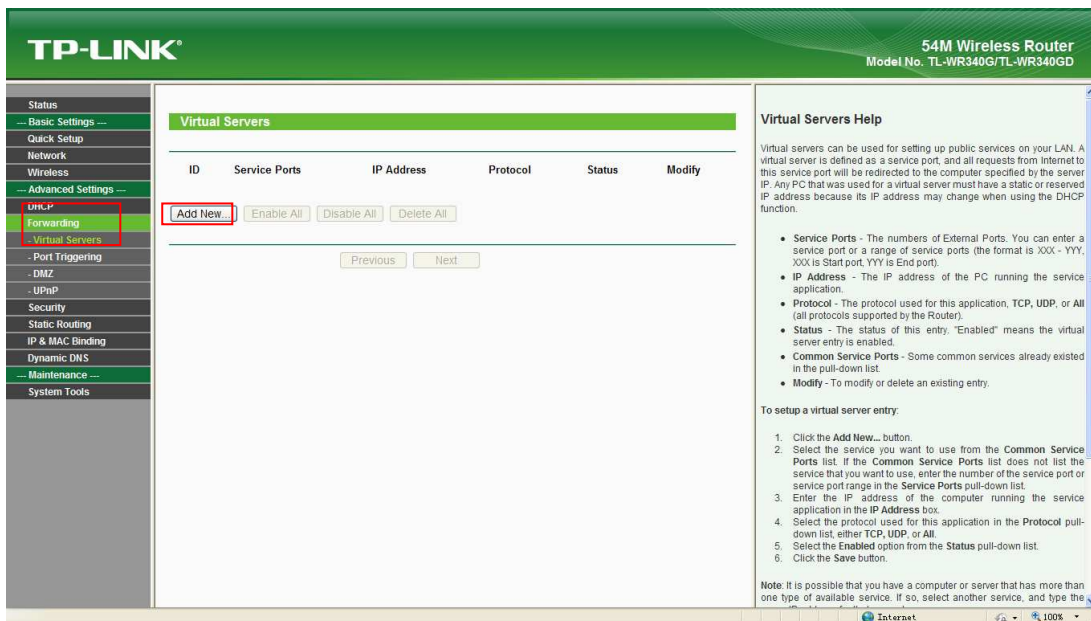 TP-LINK®
54M Wireless Router
Model No. TL-WR340G/TL-WR340GD
Status
--- Basic Settings ---
Quick Setup
Network
Wireless
--- Advanced Settings ---
DHCP
Forwarding
- Virtual Servers
- Port Triggering
- DMZ
- UPnP
Security
Static Routing
IP & MAC Binding
Dynamic DNS
--- Maintenance ---
System Tools
Virtual Servers
ID Service Ports IP Address Protocol Status Modify
Add New... Enable All Disable All Delete All
Previous Next
Virtual Servers Help
Virtual servers can be used for setting up public services on your LAN. A
virtual server is defined as a service port, and all requests from Internet to
this service port will be redirected to the computer specified by the server
IP. Any PC that was used for a virtual server must have a static or reserved
IP address because its IP address may change when using the DHCP
function.
• Service Ports - The numbers of External Ports. You can enter a
service port or a range of service ports (the format is XXX - YYY,
XXX is Start port, YYY is End port).
• IP Address - The IP address of the PC running the service
application.
• Protocol - The protocol used for this application, TCP, UDP, or All
(all protocols supported by the Router).
• Status - The status of this entry. "Enabled" means the virtual
server entry is enabled.
• Common Service Ports - Some common services already existed
in the pull-down list.
• Modify - To modify or delete an existing entry.
To setup a virtual server entry:
1. Click the Add New... button.
2. Select the service you want to use from the Common Service
Ports list. If the Common Service Ports list does not list the
service that you want to use, enter the number of the service port or
service port range in the Service Ports pull-down list.
3. Enter the IP address of the computer running the service
application in the IP Address box.
4. Select the protocol used for this application in the Protocol pull-
down list, either TCP, UDP, or All.
5. Select the Enabled option from the Status pull-down list.
6. Click the Save button.
Note: It is possible that you have a computer or server that has more than
one type of available service. If so, select another service, and type the
Internet 100%